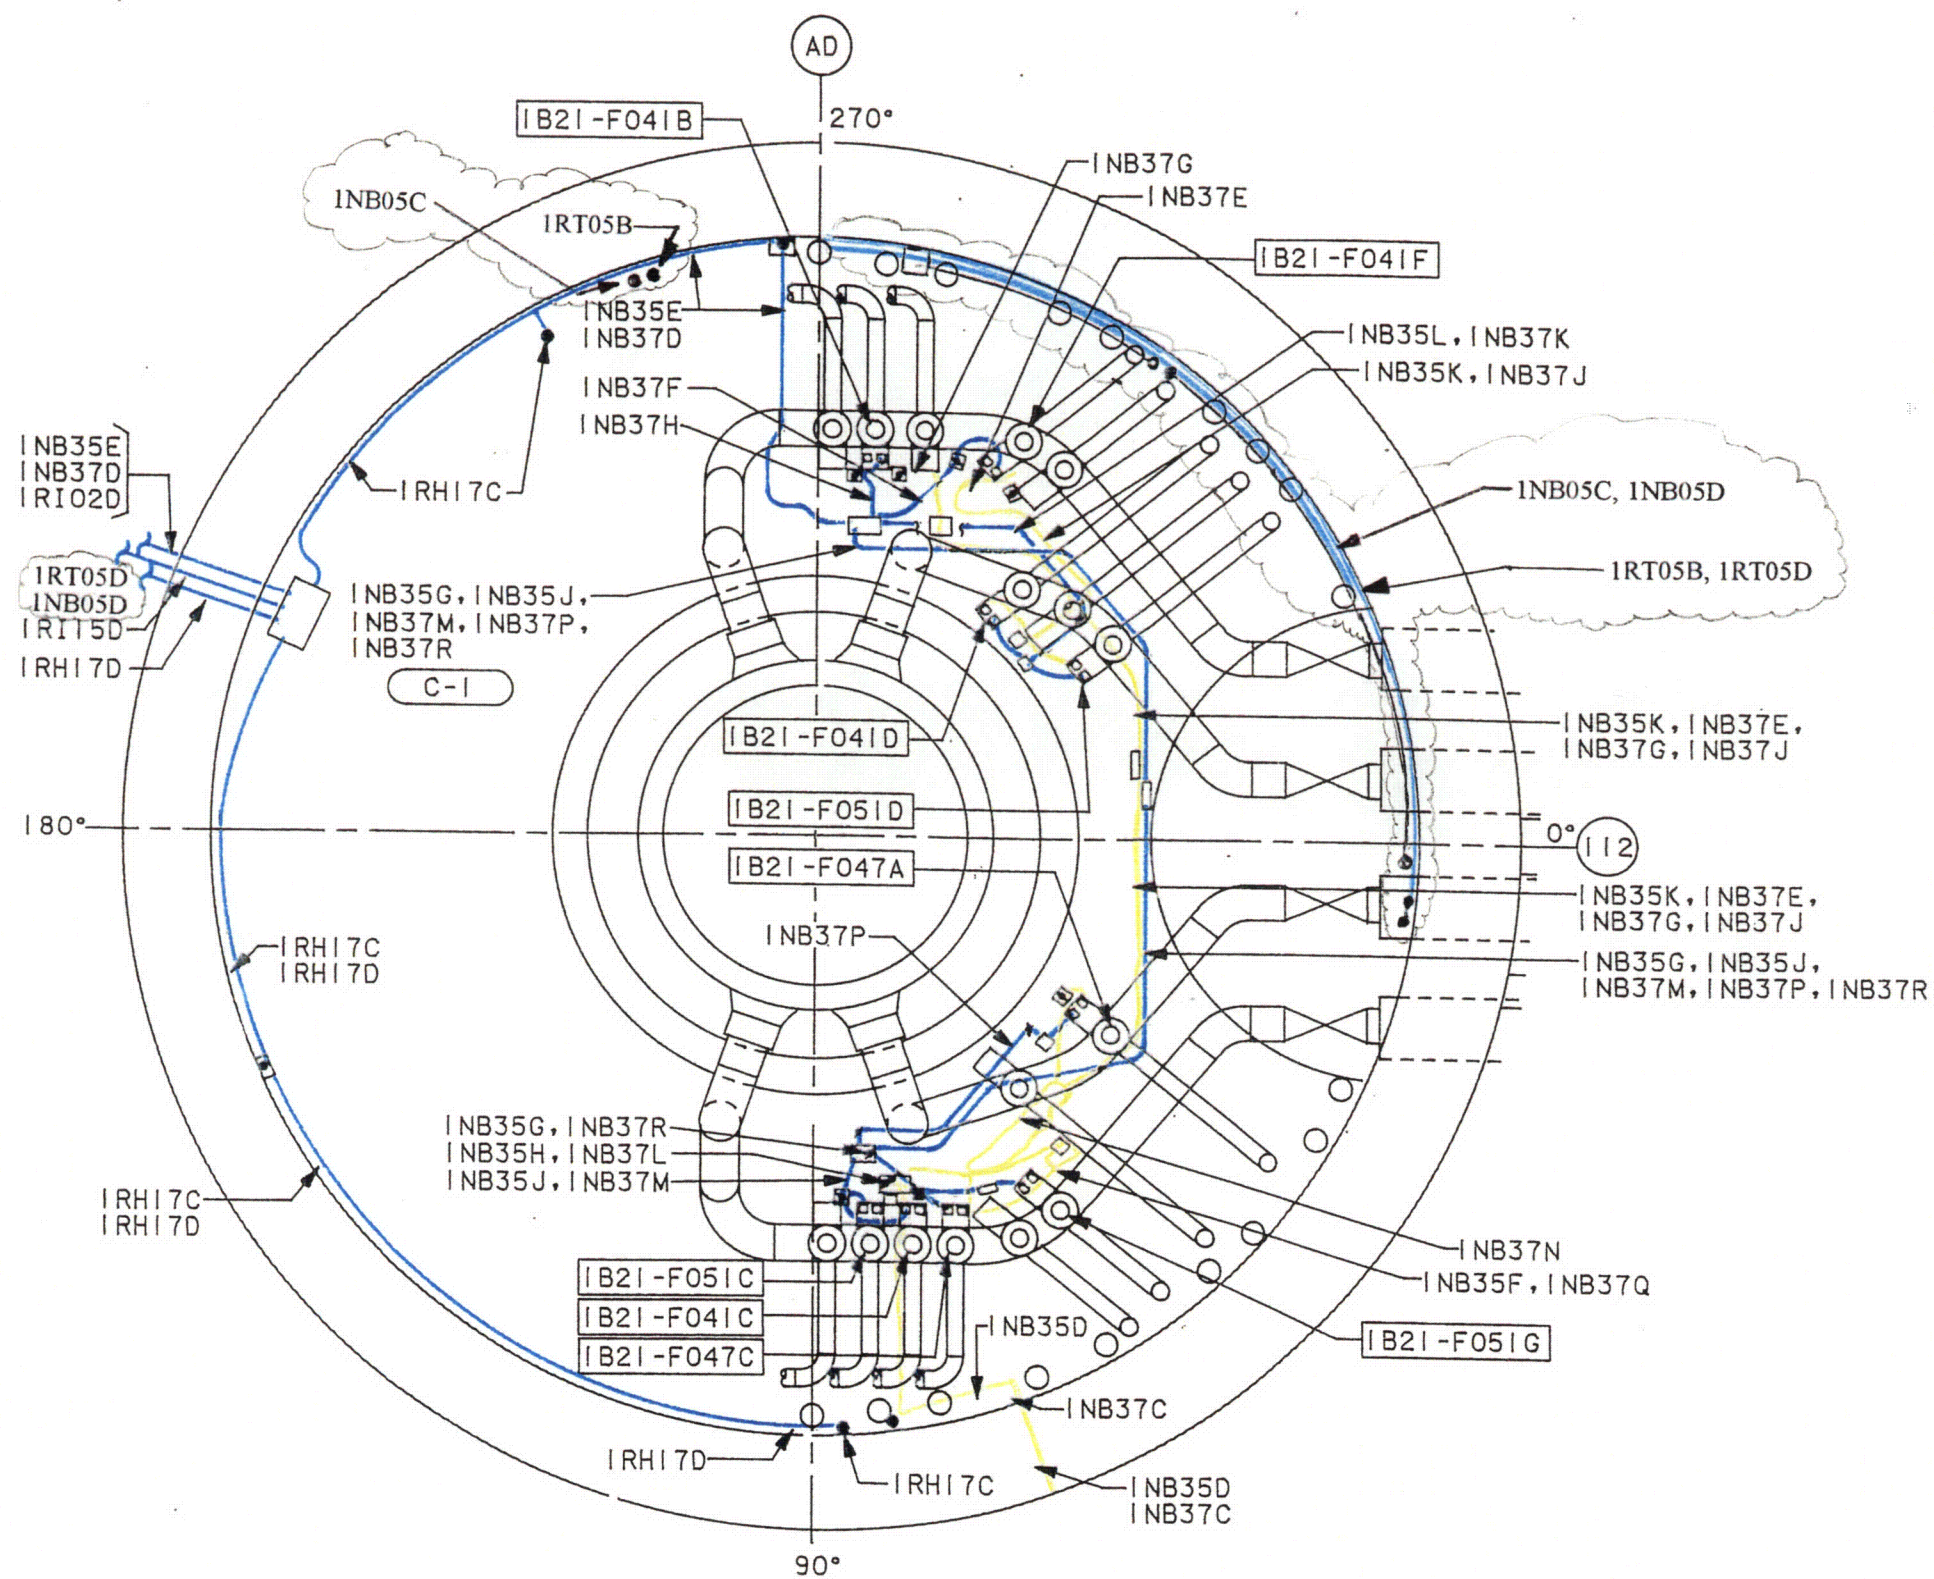 AD
270°
1B21-F041B
1NB37G
1NB37E
1NB05C
1RT05B
1B21-F041F
1NB35E
1NB37D
1NB35L, 1NB37K
1NB35K, 1NB37J
1NB37F
1NB37H
1NB35E
1NB37D
1RI02D
1RH17C
1NB05C, 1NB05D
1RT05B, 1RT05D
1RT05D
1NB05D
1RI15D
1RH17D
1NB35G, 1NB35J,
1NB37M, 1NB37P,
1NB37R
C-1
1B21-F041D
1NB35K, 1NB37E,
1NB37G, 1NB37J
1B21-F051D
180°
0°
112
1B21-F047A
1NB35K, 1NB37E,
1NB37G, 1NB37J
1NB37P
1RH17C
1RH17D
1NB35G, 1NB35J,
1NB37M, 1NB37P, 1NB37R
1NB35G, 1NB37R
1NB35H, 1NB37L
1NB35J, 1NB37M
1RH17C
1RH17D
1NB37N
1NB35F, 1NB37Q
1B21-F051C
1B21-F041C
1B21-F047C
1NB35D
1B21-F051G
1NB37C
1RH17D
1RH17C
1NB35D
1NB37C
90°